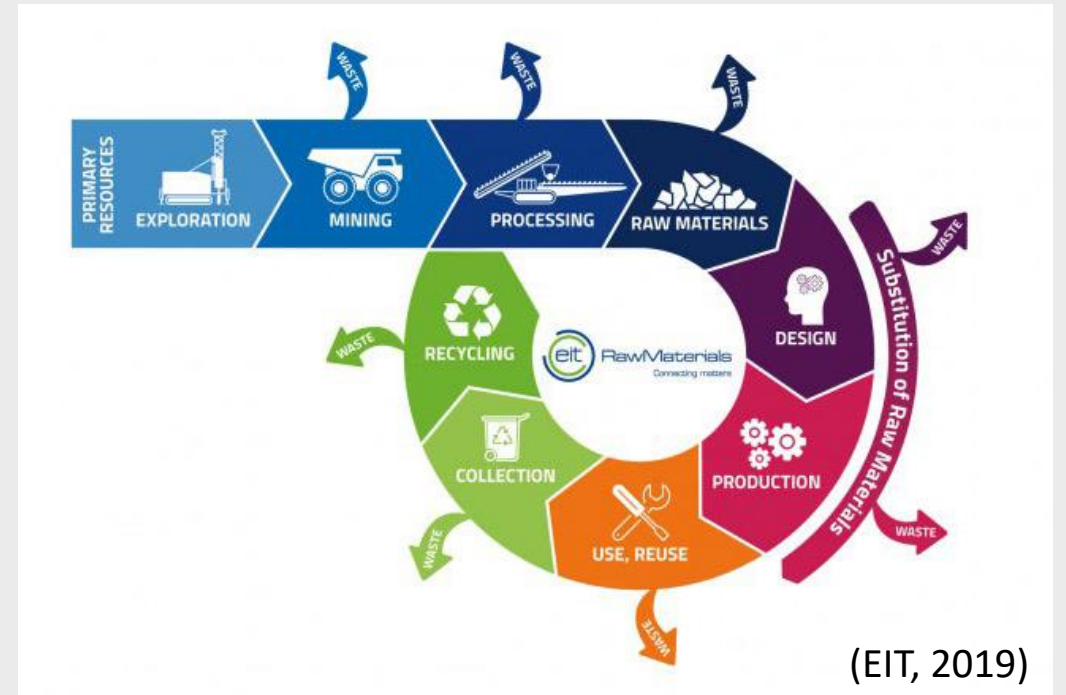 WASTE
WASTE
WASTE
PRIMARY
RESOURCES
EXPLORATION
MINING
PROCESSING
RAW MATERIALS
WASTE
Substitution of Raw Materials
DESIGN
WASTE
RECYCLING
eit RawMaterials
Connecting matters
COLLECTION
PRODUCTION
WASTE
WASTE
USE, REUSE
WASTE
(EIT, 2019)